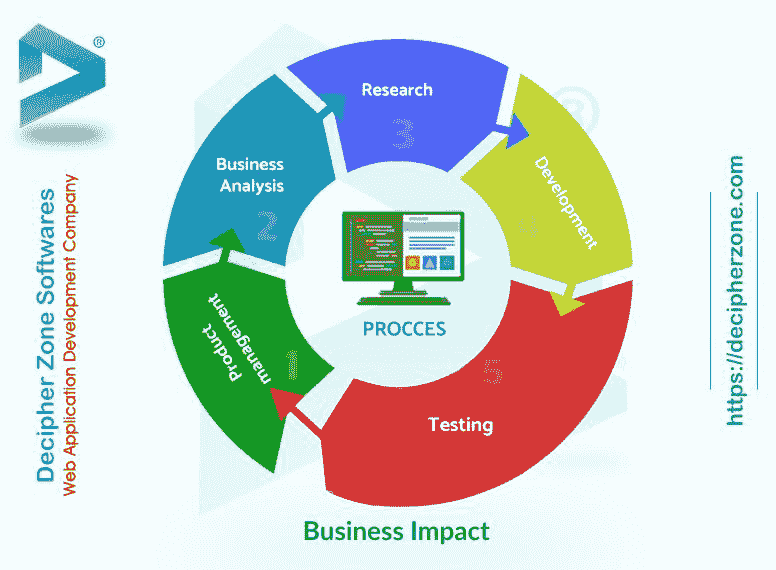 ®
Decipher Zone Softwares
Web Application Development Company
Research
3
Business
Analysis
2
Development
Product
management
1
PROCCES
5
Testing
https://decipherzone.com
Business Impact